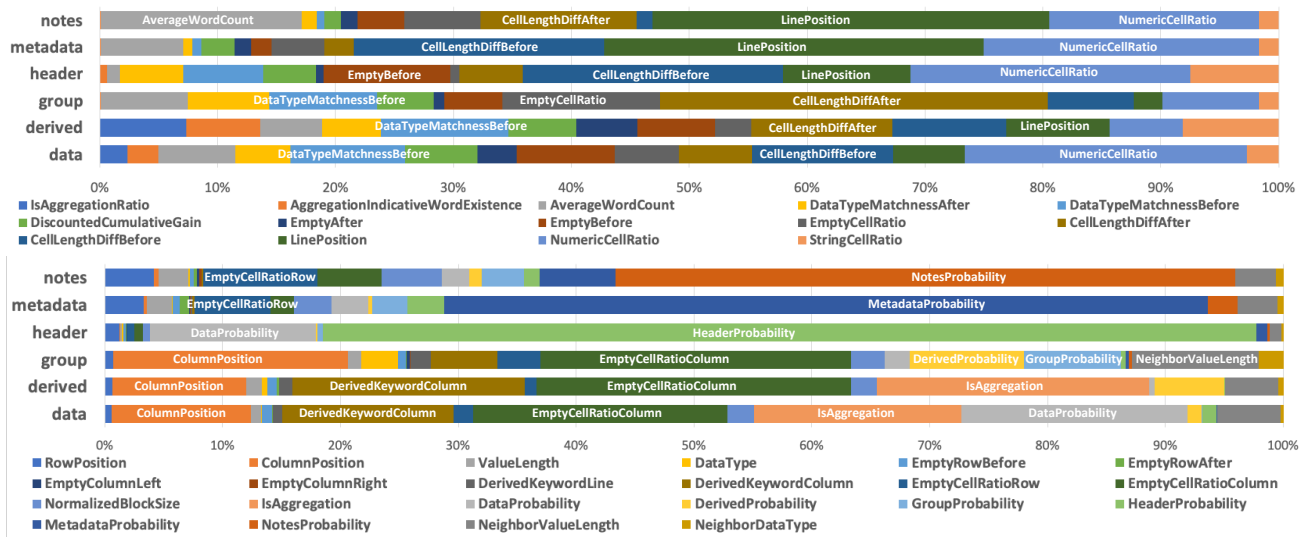 notes AverageWordCount CellLengthDiffAfter LinePosition NumericCellRatio
metadata CellLengthDiffBefore LinePosition NumericCellRatio
header EmptyBefore CellLengthDiffBefore LinePosition NumericCellRatio
group DataTypeMatchnessBefore EmptyCellRatio CellLengthDiffAfter
derived DataTypeMatchnessBefore CellLengthDiffAfter LinePosition
data DataTypeMatchnessBefore CellLengthDiffBefore NumericCellRatio
0% 10% 20% 30% 40% 50% 60% 70% 80% 90% 100%
IsAggregationRatio AggregationIndicativeWordExistence AverageWordCount DataTypeMatchnessAfter DataTypeMatchnessBefore
DiscountedCumulativeGain EmptyAfter EmptyBefore EmptyCellRatio CellLengthDiffAfter
CellLengthDiffBefore LinePosition NumericCellRatio StringCellRatio
notes EmptyCellRatioRow NotesProbability
metadata EmptyCellRatioRow MetadataProbability
header DataProbability HeaderProbability
group ColumnPosition EmptyCellRatioColumn DerivedProbability GroupProbability NeighborValueLength
derived ColumnPosition DerivedKeywordColumn EmptyCellRatioColumn IsAggregation
data ColumnPosition DerivedKeywordColumn EmptyCellRatioColumn IsAggregation DataProbability
0% 10% 20% 30% 40% 50% 60% 70% 80% 90% 100%
RowPosition ColumnPosition ValueLength DataType EmptyRowBefore EmptyRowAfter
EmptyColumnLeft EmptyColumnRight DerivedKeywordLine DerivedKeywordColumn EmptyCellRatioRow EmptyCellRatioColumn
NormalizedBlockSize IsAggregation DataProbability DerivedProbability GroupProbability HeaderProbability
MetadataProbability NotesProbability NeighborValueLength NeighborDataType